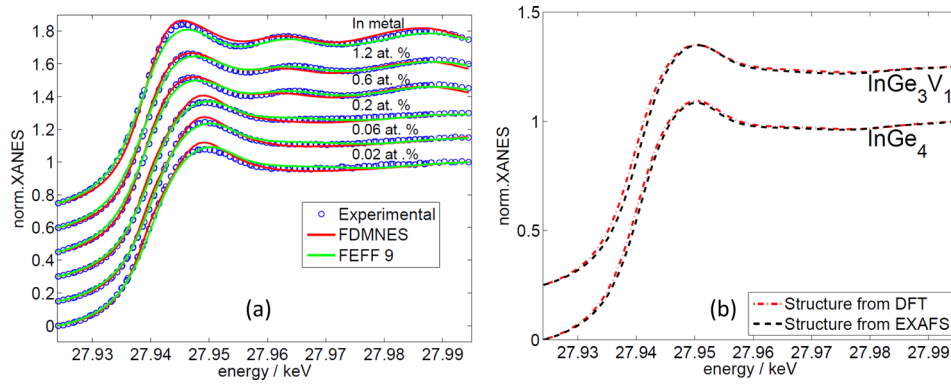 In metal
1.2 at. %
0.6 at. %
0.2 at. %
0.06 at. %
0.02 at .%
1.8
1.6
1.4
1.2
1.0
0.8
0.6
0.4
0.2
0
norm.XANES
Experimental
FDMNES
FEFF 9
(a)
27.93
27.94
27.95
27.96
27.97
27.98
27.99
energy / keV
1.5
1.0
0.5
0
norm.XANES
InGe3V1
InGe4
(b)
Structure from DFT
Structure from EXAFS
27.93
27.94
27.95
27.96
27.97
27.98
27.99
energy / keV